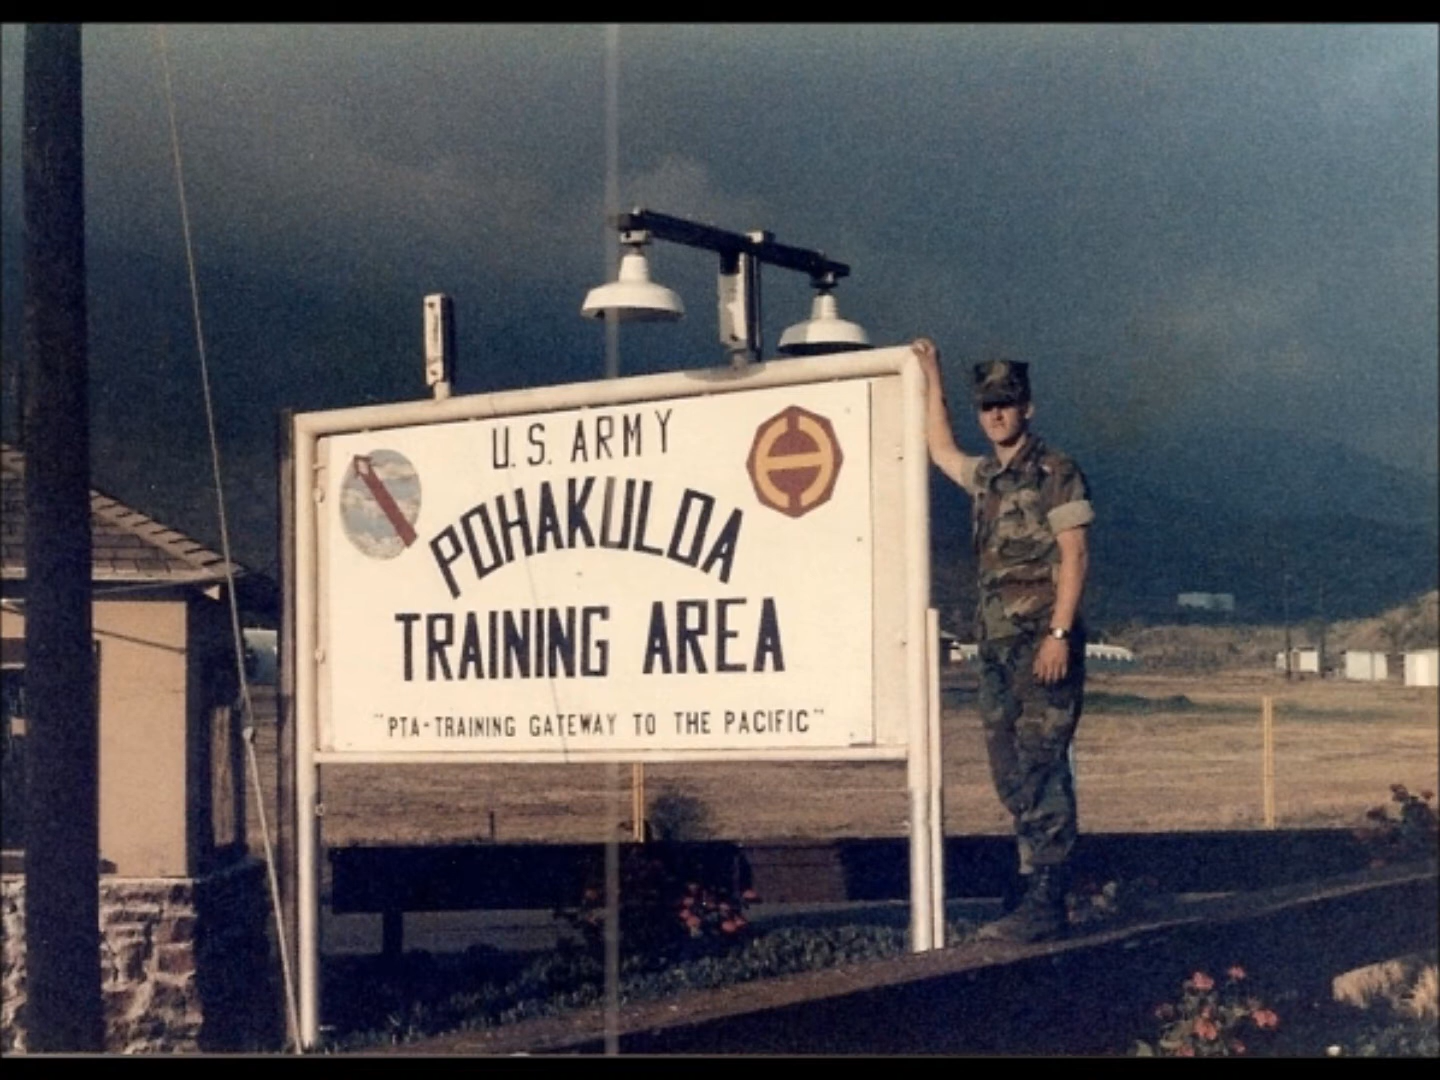 U.S. ARMY
POHAKULOA
TRAINING AREA
"PTA-TRAINING GATEWAY TO THE PACIFIC"